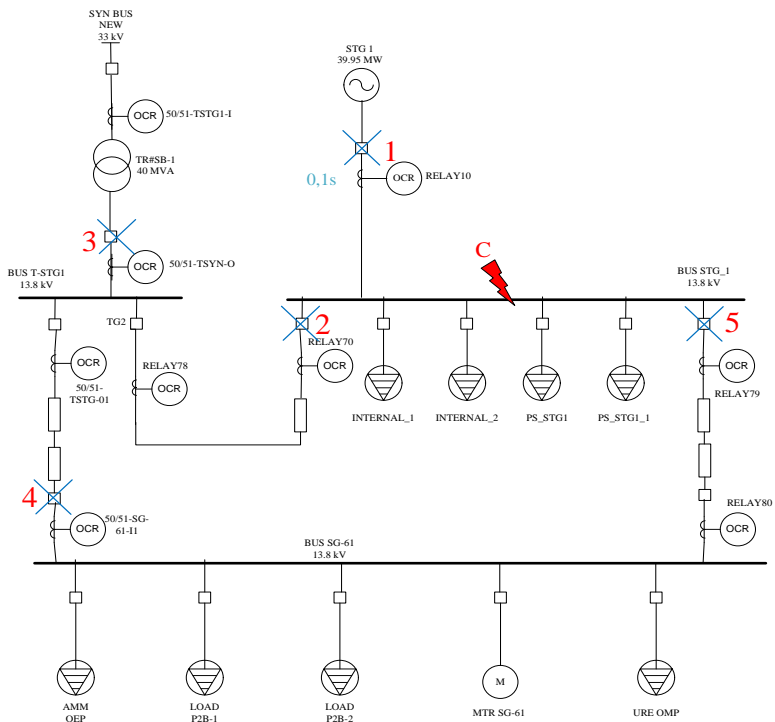 SYN BUS
NEW
33 kV
OCR
50/51-TSTG1-I
TR#SB-1
40 MVA
3
OCR
50/51-TSYN-O
BUS T-STG1
13.8 kV
STG 1
39.95 MW
1
0,1s
OCR
RELAY10
C
BUS STG_1
13.8 kV
TG2
2
5
RELAY70
OCR
RELAY78
OCR
OCR
50/51-
TSTG-01
INTERNAL_1
INTERNAL_2
PS_STG1
PS_STG1_1
OCR
RELAY79
4
OCR
50/51-SG-
61-I1
RELAY80
OCR
BUS SG-61
13.8 kV
AMM
OEP
LOAD
P2B-1
LOAD
P2B-2
M
MTR SG-61
URE OMP